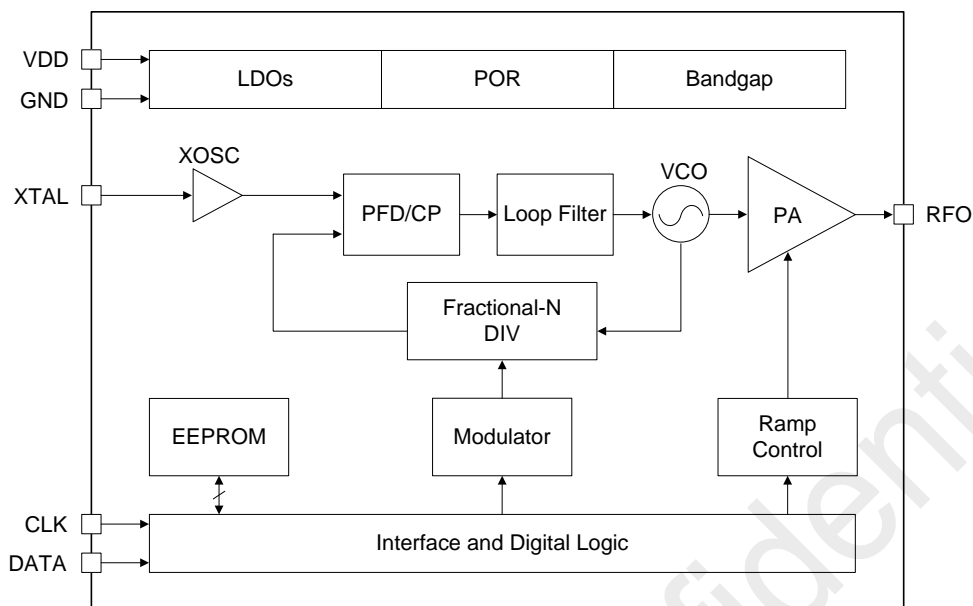 VDD
GND
LDOs
POR
Bandgap
XOSC
XTAL
PFD/CP
Loop Filter
VCO
PA
RFO
Fractional-N
DIV
EEPROM
Modulator
Ramp
Control
CLK
DATA
Interface and Digital Logic
fidenti